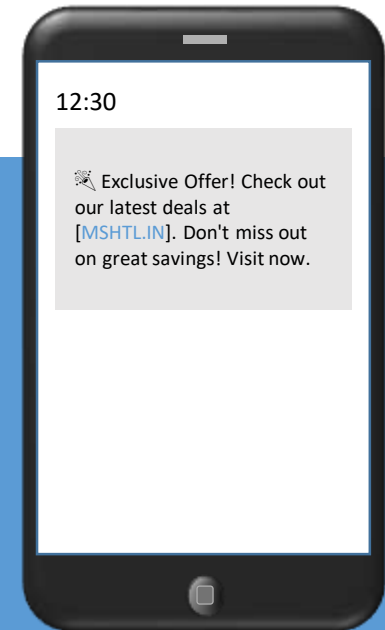 12:30
🎉 Exclusive Offer! Check out
our latest deals at
[MSHTL.IN]. Don't miss out
on great savings! Visit now.